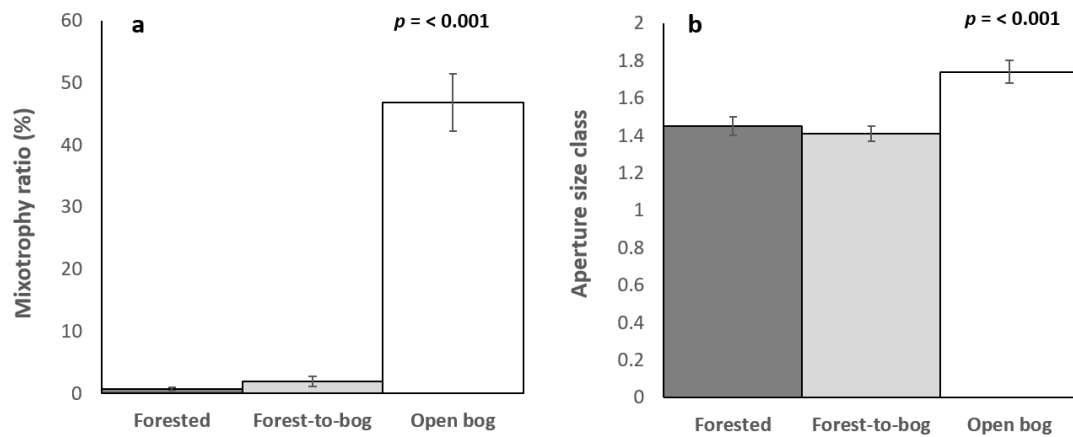 a
p = < 0.001
Mixotrophy ratio (%)
60
50
40
30
20
10
0
Forested Forest-to-bog Open bog
b
p = < 0.001
Aperture size class
2
1.8
1.6
1.4
1.2
1
0.8
0.6
0.4
0.2
0
Forested Forest-to-bog Open bog